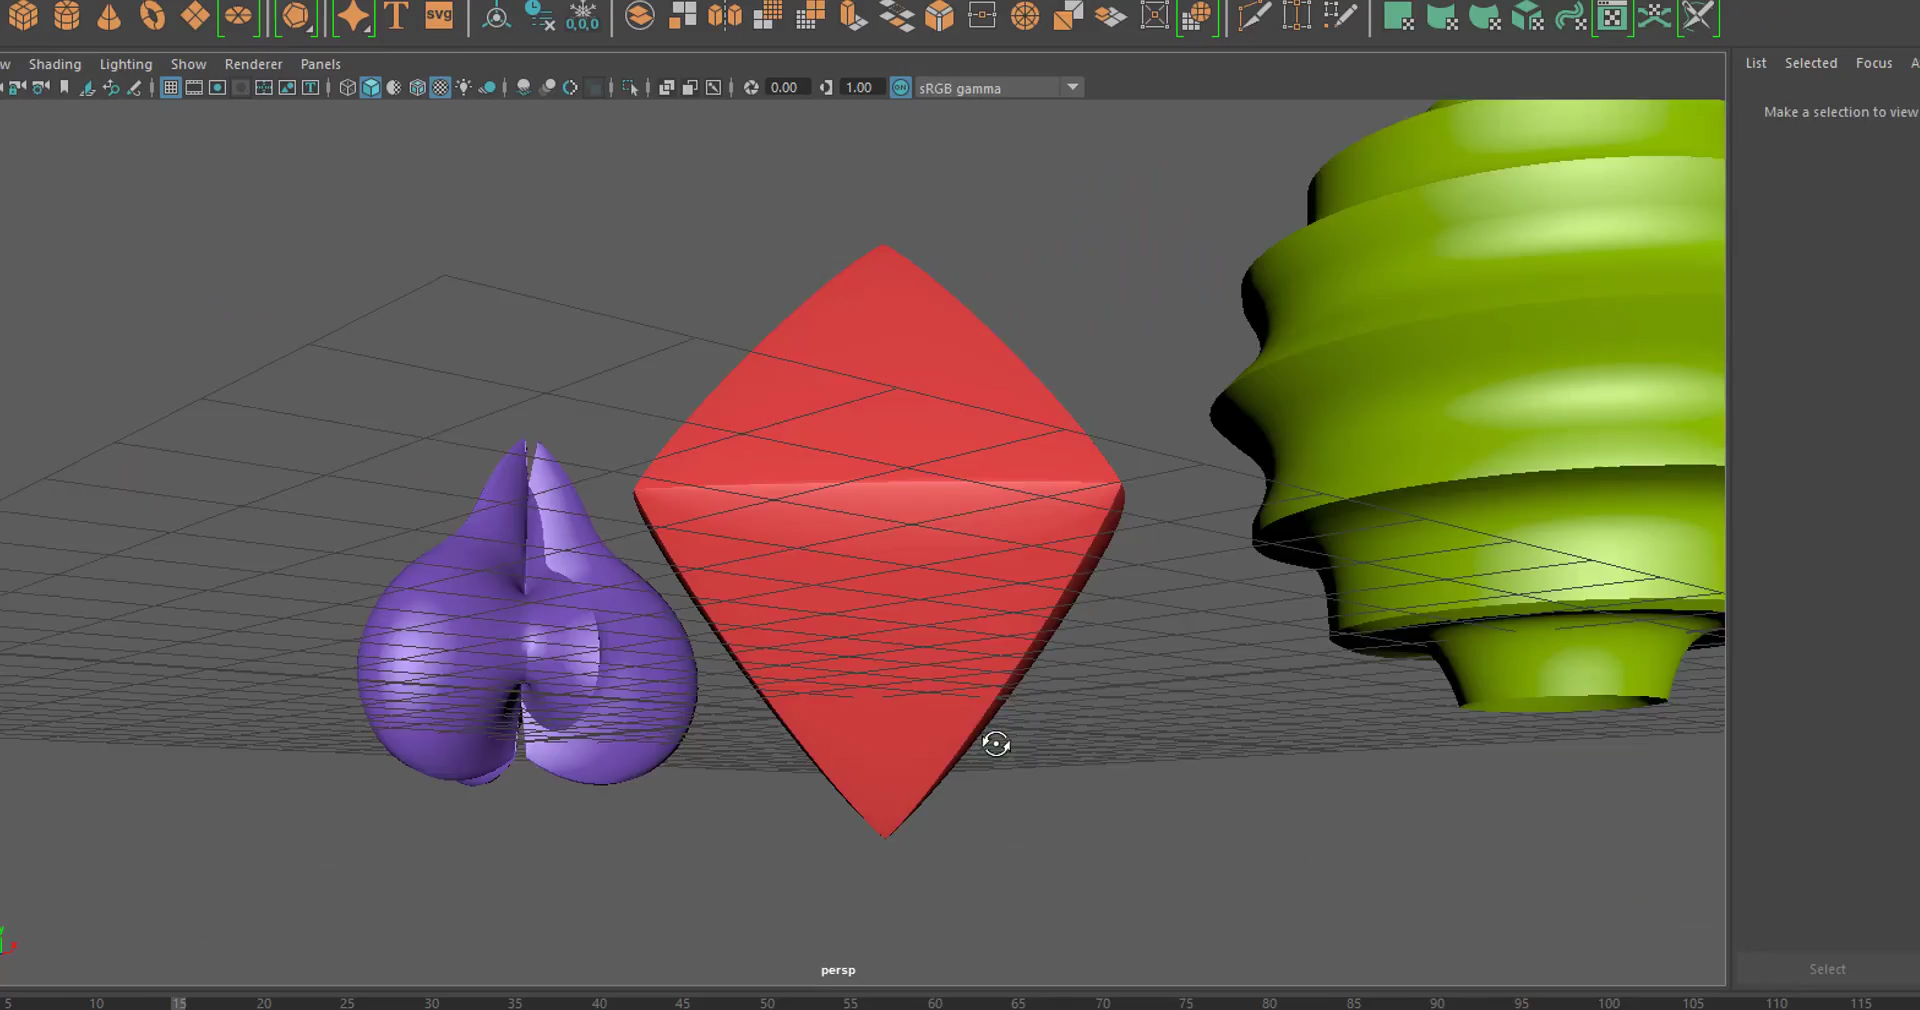 T
svg
0,0,0
Shading Lighting Show Renderer Panels
List Selected Focus
0.00 1.00 ON sRGB gamma
Make a selection to view
persp
Select
5 10 15 20 25 30 35 40 45 50 55 60 65 70 75 80 85 90 95 100 105 110 115